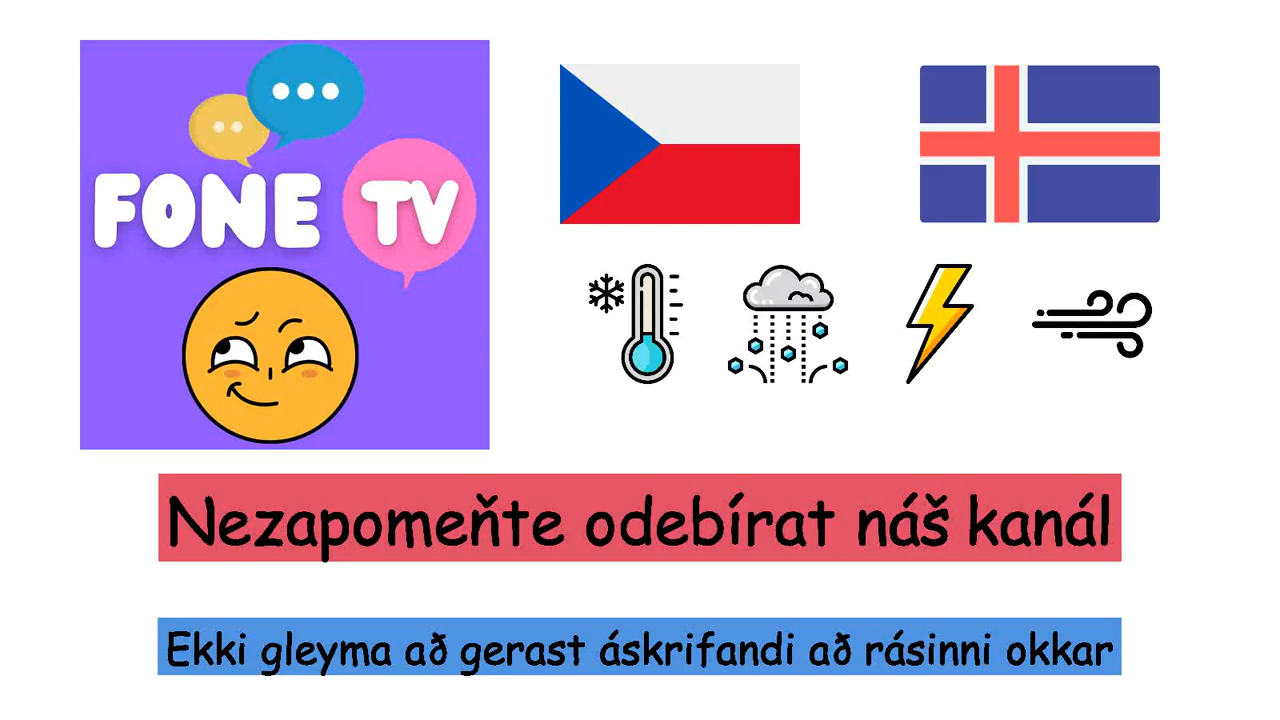 FONE TV
Nezapomeňte odebírat náš kanál
Ekki gleyma að gerast áskrifandi að rásinni okkar